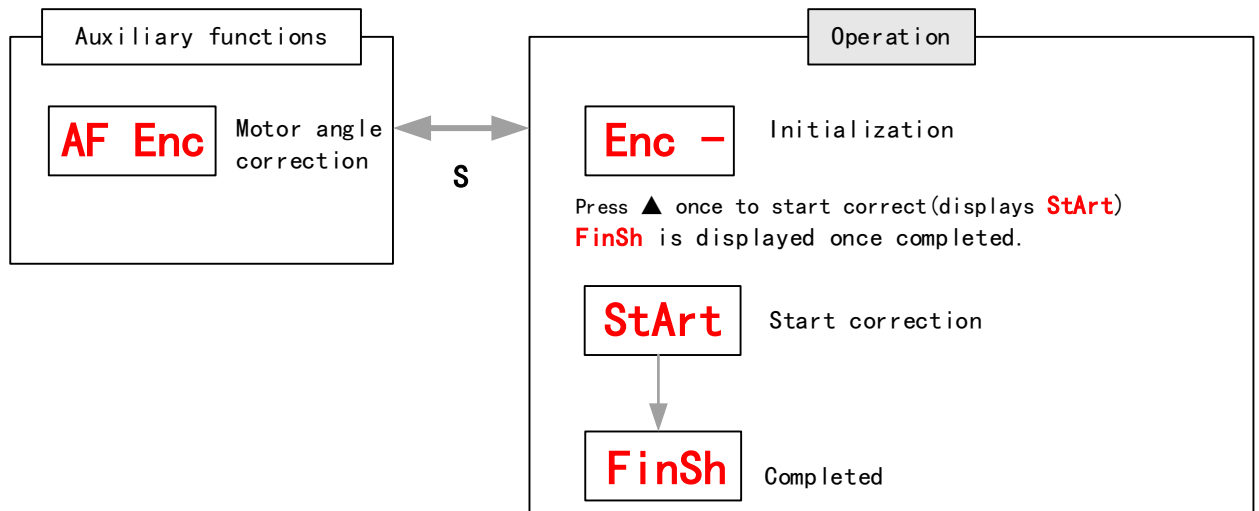 Auxiliary functions
AF Enc
Motor angle
correction
S
Operation
Enc -
Initialization
Press ▲ once to start correct(displays StArt)
FinSh is displayed once completed.
StArt
Start correction
FinSh
Completed